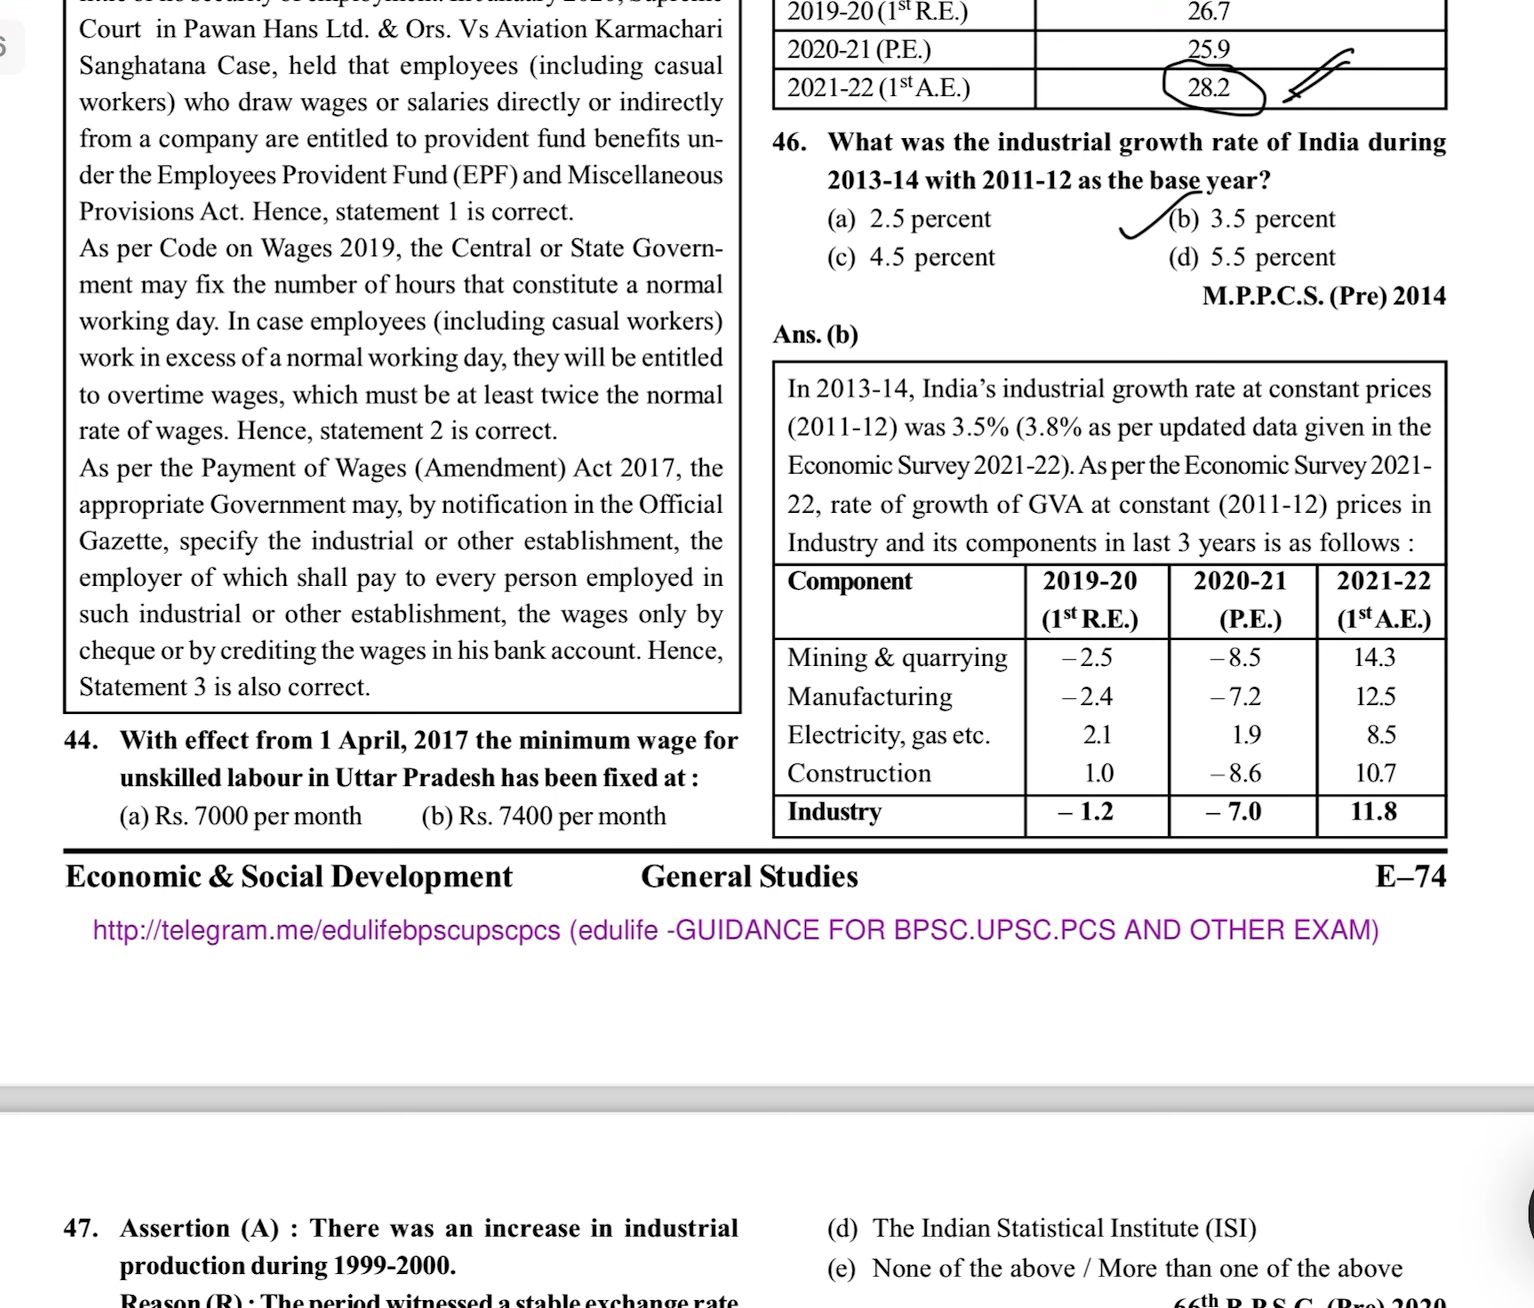 Court in Pawan Hans Ltd. & Ors. Vs Aviation Karmachari
Sanghatana Case, held that employees (including casual
workers) who draw wages or salaries directly or indirectly
from a company are entitled to provident fund benefits un-
der the Employees Provident Fund (EPF) and Miscellaneous
Provisions Act. Hence, statement 1 is correct.
As per Code on Wages 2019, the Central or State Govern-
ment may fix the number of hours that constitute a normal
working day. In case employees (including casual workers)
work in excess of a normal working day, they will be entitled
to overtime wages, which must be at least twice the normal
rate of wages. Hence, statement 2 is correct.
As per the Payment of Wages (Amendment) Act 2017, the
appropriate Government may, by notification in the Official
Gazette, specify the industrial or other establishment, the
employer of which shall pay to every person employed in
such industrial or other establishment, the wages only by
cheque or by crediting the wages in his bank account. Hence,
Statement 3 is also correct.
44. With effect from 1 April, 2017 the minimum wage for
unskilled labour in Uttar Pradesh has been fixed at :
(a) Rs. 7000 per month (b) Rs. 7400 per month
2019-20 (1st R.E.) 26.7
2020-21 (P.E.) 25.9
2021-22 (1st A.E.) 28.2
46. What was the industrial growth rate of India during
2013-14 with 2011-12 as the base year?
(a) 2.5 percent (b) 3.5 percent
(c) 4.5 percent (d) 5.5 percent
M.P.P.C.S. (Pre) 2014
Ans. (b)
In 2013-14, India's industrial growth rate at constant prices
(2011-12) was 3.5% (3.8% as per updated data given in the
Economic Survey 2021-22). As per the Economic Survey 2021-
22, rate of growth of GVA at constant (2011-12) prices in
Industry and its components in last 3 years is as follows :
Component 2019-20 2020-21 2021-22
(1st R.E.) (P.E.) (1st A.E.)
Mining & quarrying –2.5 –8.5 14.3
Manufacturing –2.4 –7.2 12.5
Electricity, gas etc. 2.1 1.9 8.5
Construction 1.0 –8.6 10.7
Industry – 1.2 – 7.0 11.8
Economic & Social Development General Studies E–74
http://telegram.me/edulifebpscupscpcs (edulife -GUIDANCE FOR BPSC.UPSC.PCS AND OTHER EXAM)
47. Assertion (A) : There was an increase in industrial
production during 1999-2000.
Reason (R) : The period witnessed a stable exchange rate
(d) The Indian Statistical Institute (ISI)
(e) None of the above / More than one of the above
66th B.P.S.C. (Pre) 2020